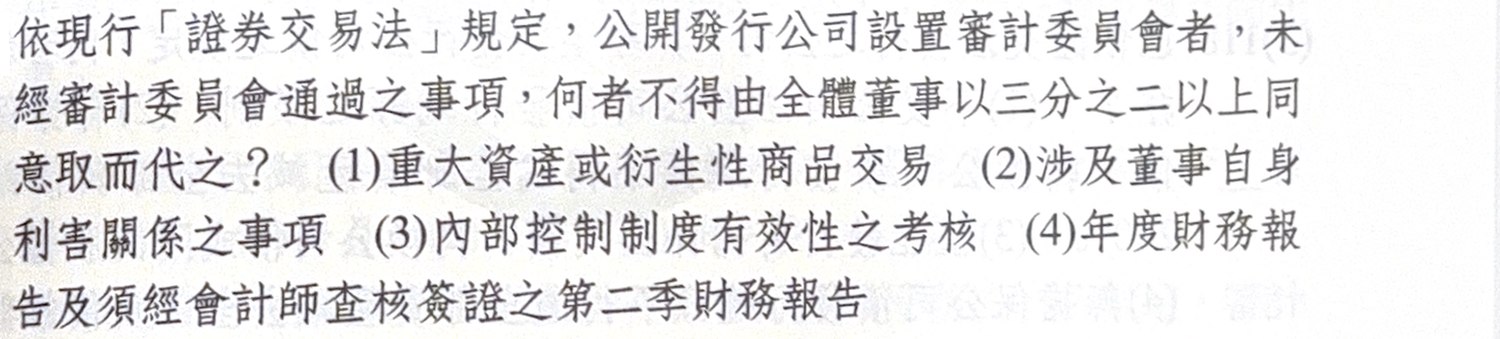 依現行「證券交易法」規定，公開發行公司設置審計委員會者，未
經審計委員會通過之事項，何者不得由全體董事以三分之二以上同
意取而代之？　(1)重大資產或衍生性商品交易　(2)涉及董事自身
利害關係之事項　(3)內部控制制度有效性之考核　(4)年度財務報
告及須經會計師查核簽證之第二季財務報告